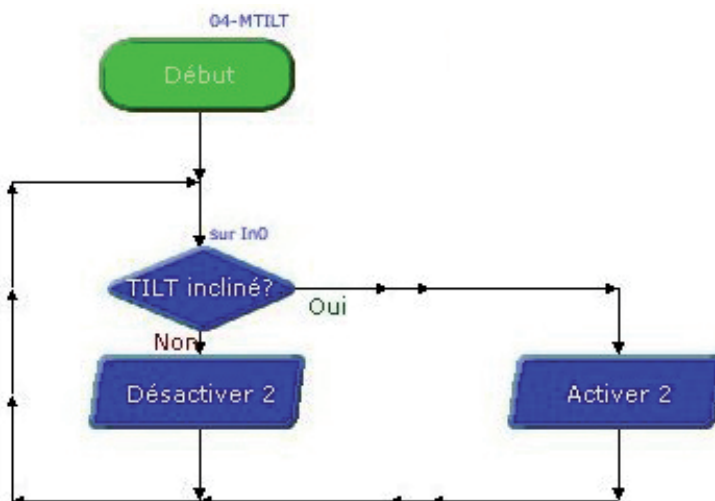 04-MTILT
Début
sur In0
TILT incliné?
Oui
Non
Désactiver 2
Activer 2